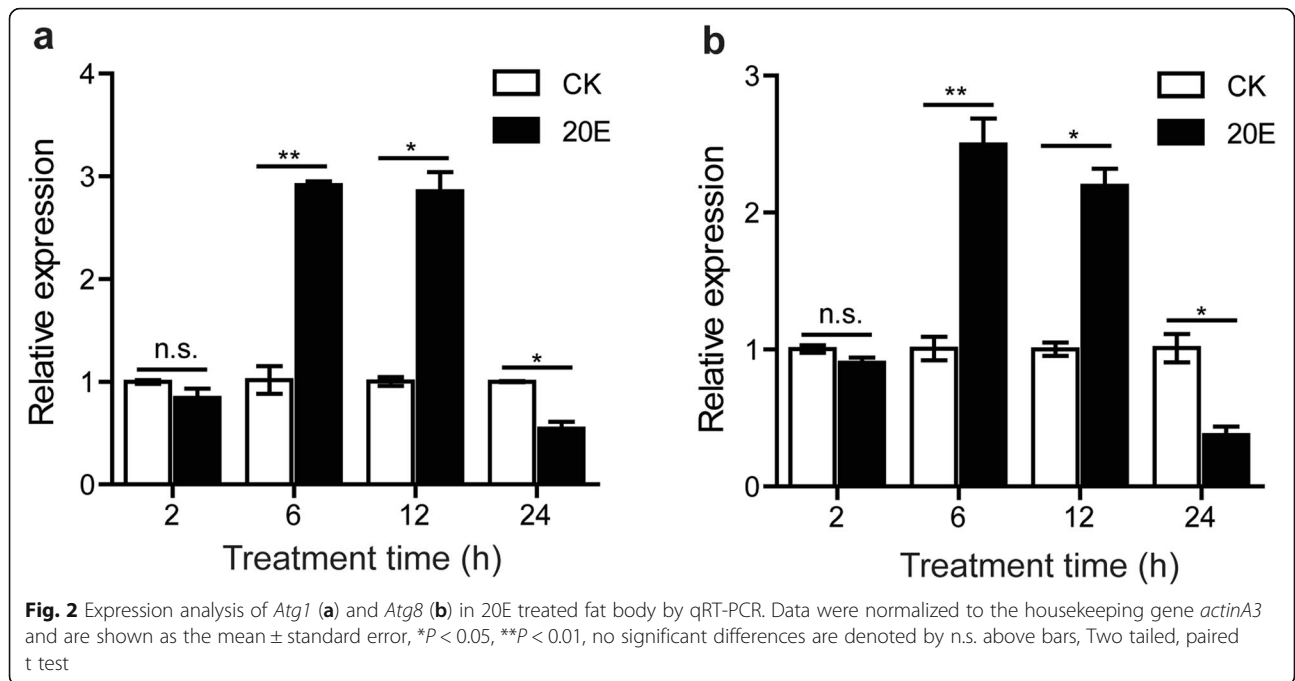 a
4
3
2
1
0
Relative expression
CK
20E
n.s.
**
*
*
2 6 12 24
Treatment time (h)
b
3
2
1
0
Relative expression
CK
20E
n.s.
**
*
*
2 6 12 24
Treatment time (h)
Fig. 2 Expression analysis of Atg1 (a) and Atg8 (b) in 20E treated fat body by qRT-PCR. Data were normalized to the housekeeping gene actinA3
and are shown as the mean ± standard error, *P < 0.05, **P < 0.01, no significant differences are denoted by n.s. above bars, Two tailed, paired
t test